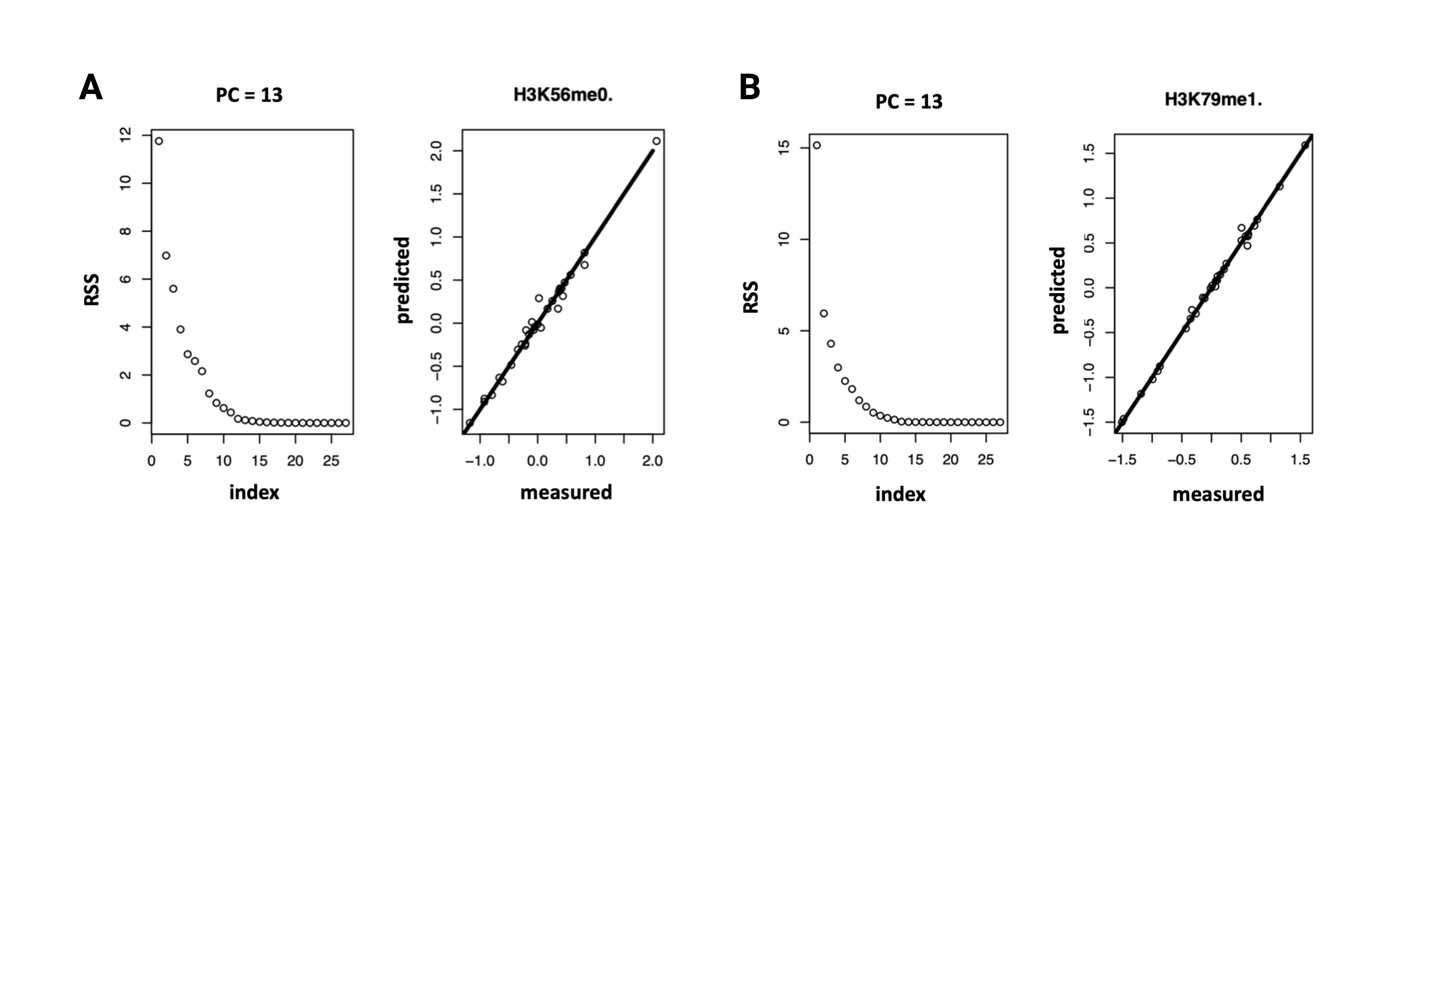 A
PC = 13
RSS
12
10
8
6
4
2
0
0 5 10 15 20 25
index
H3K56me0.
predicted
2.0
1.5
1.0
0.5
0.0
−0.5
−1.0
−1.0 0.0 1.0 2.0
measured
B
PC = 13
RSS
15
10
5
0
0 5 10 15 20 25
index
H3K79me1.
predicted
1.5
1.0
0.5
0.0
−0.5
−1.0
−1.5
−1.5 −0.5 0.5 1.5
measured